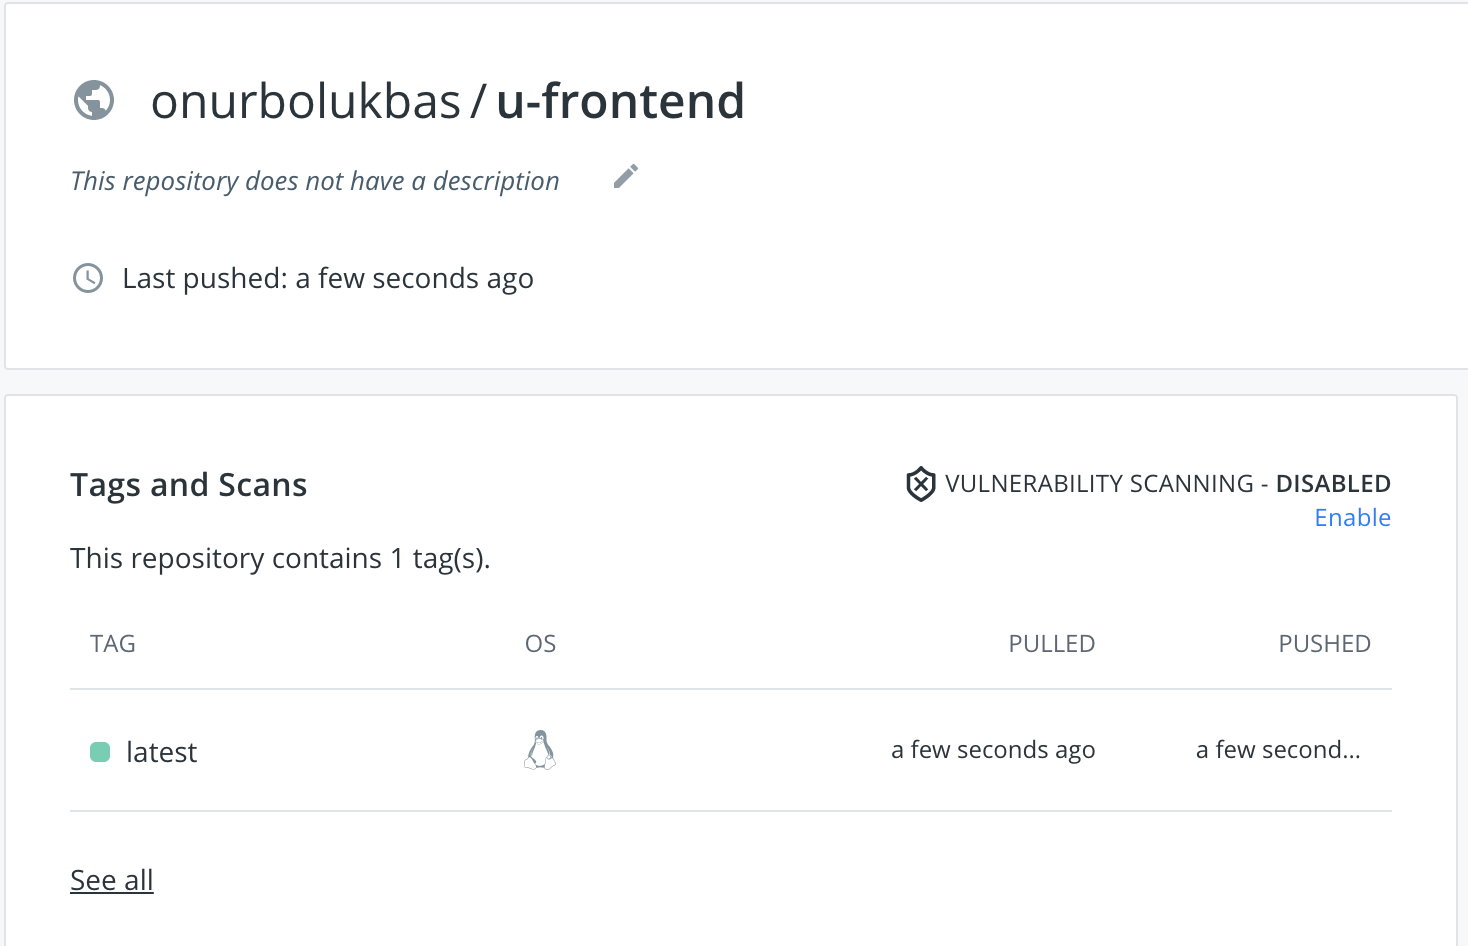 onurbolukbas / u-frontend
This repository does not have a description
Last pushed: a few seconds ago
Tags and Scans
VULNERABILITY SCANNING - DISABLED
Enable
This repository contains 1 tag(s).
TAG OS PULLED PUSHED
latest a few seconds ago a few second...
See all